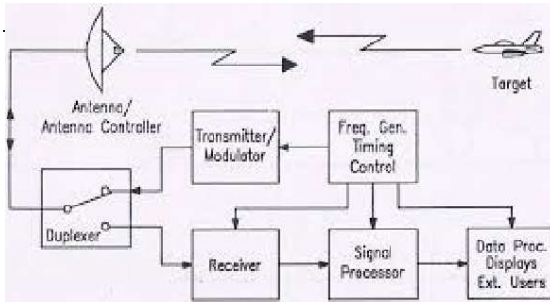 Target
Antenna/
Antenna Controller
Transmitter/
Modulator
Freq. Gen.
Timing
Control
Duplexer
Receiver
Signal
Processor
Data Proc.
Displays
Ext. Users